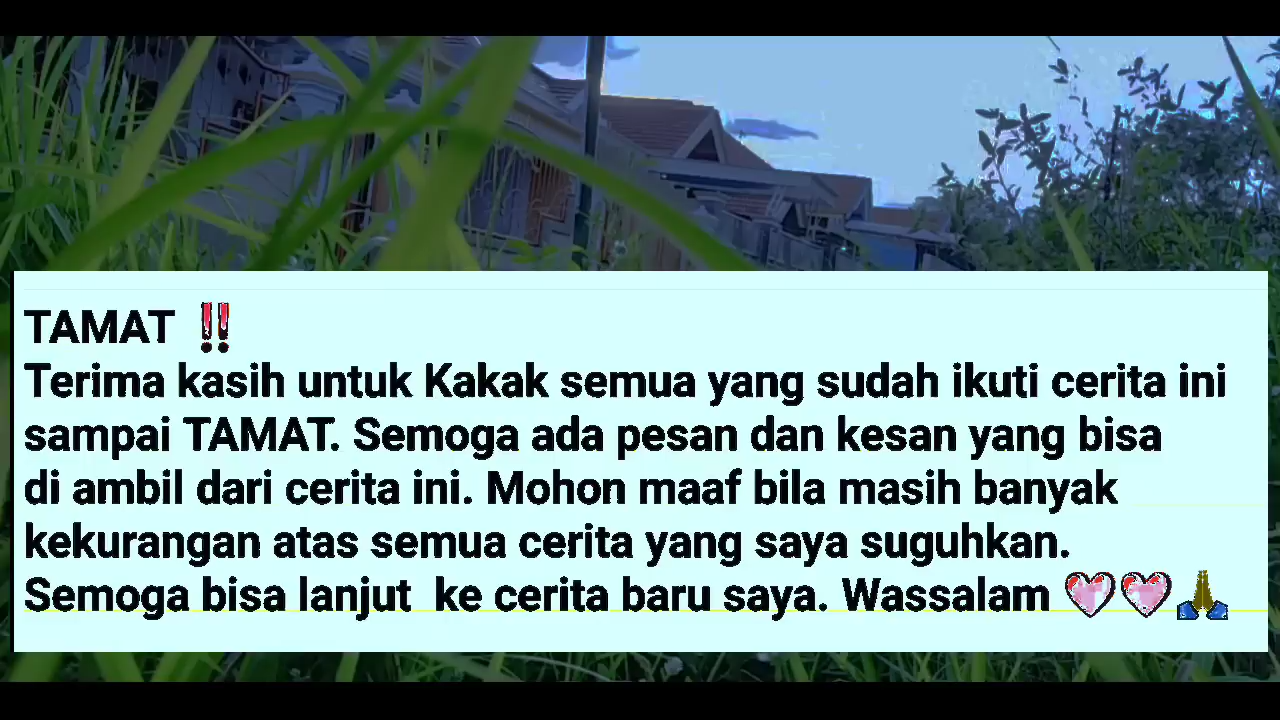 TAMAT ‼️
Terima kasih untuk Kakak semua yang sudah ikuti cerita ini
sampai TAMAT. Semoga ada pesan dan kesan yang bisa
di ambil dari cerita ini. Mohon maaf bila masih banyak
kekurangan atas semua cerita yang saya suguhkan.
Semoga bisa lanjut  ke cerita baru saya. Wassalam 💖💖🙏